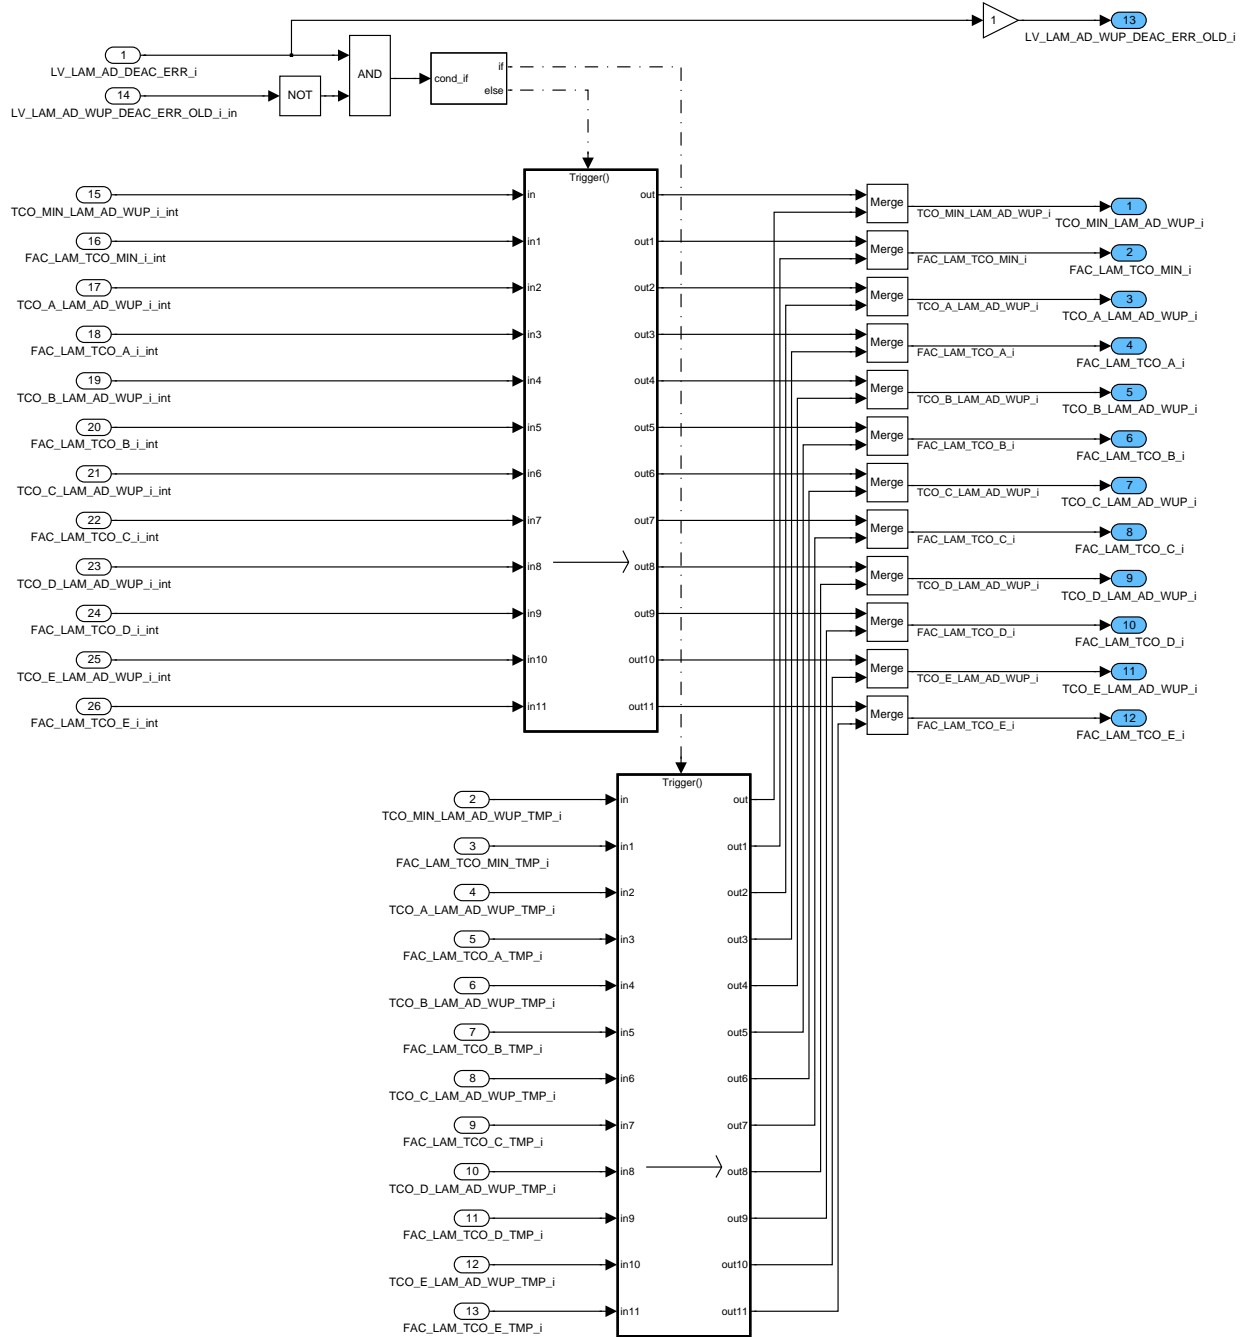 1
13
LV_LAM_AD_WUP_DEAC_ERR_OLD_i
1
LV_LAM_AD_DEAC_ERR_i
14
LV_LAM_AD_WUP_DEAC_ERR_OLD_i_in
NOT
AND
cond_if
if
else
Trigger()
15
TCO_MIN_LAM_AD_WUP_i_int
in
out
Merge
TCO_MIN_LAM_AD_WUP_i
1
TCO_MIN_LAM_AD_WUP_i
16
FAC_LAM_TCO_MIN_i_int
in1
out1
Merge
FAC_LAM_TCO_MIN_i
2
FAC_LAM_TCO_MIN_i
17
TCO_A_LAM_AD_WUP_i_int
in2
out2
Merge
TCO_A_LAM_AD_WUP_i
3
TCO_A_LAM_AD_WUP_i
18
FAC_LAM_TCO_A_i_int
in3
out3
Merge
FAC_LAM_TCO_A_i
4
FAC_LAM_TCO_A_i
19
TCO_B_LAM_AD_WUP_i_int
in4
out4
Merge
TCO_B_LAM_AD_WUP_i
5
TCO_B_LAM_AD_WUP_i
20
FAC_LAM_TCO_B_i_int
in5
out5
Merge
FAC_LAM_TCO_B_i
6
FAC_LAM_TCO_B_i
21
TCO_C_LAM_AD_WUP_i_int
in6
out6
Merge
TCO_C_LAM_AD_WUP_i
7
TCO_C_LAM_AD_WUP_i
22
FAC_LAM_TCO_C_i_int
in7
out7
Merge
FAC_LAM_TCO_C_i
8
FAC_LAM_TCO_C_i
23
TCO_D_LAM_AD_WUP_i_int
in8
out8
Merge
TCO_D_LAM_AD_WUP_i
9
TCO_D_LAM_AD_WUP_i
24
FAC_LAM_TCO_D_i_int
in9
out9
Merge
FAC_LAM_TCO_D_i
10
FAC_LAM_TCO_D_i
25
TCO_E_LAM_AD_WUP_i_int
in10
out10
Merge
TCO_E_LAM_AD_WUP_i
11
TCO_E_LAM_AD_WUP_i
26
FAC_LAM_TCO_E_i_int
in11
out11
Merge
FAC_LAM_TCO_E_i
12
FAC_LAM_TCO_E_i
Trigger()
2
TCO_MIN_LAM_AD_WUP_TMP_i
in
out
3
FAC_LAM_TCO_MIN_TMP_i
in1
out1
4
TCO_A_LAM_AD_WUP_TMP_i
in2
out2
5
FAC_LAM_TCO_A_TMP_i
in3
out3
6
TCO_B_LAM_AD_WUP_TMP_i
in4
out4
7
FAC_LAM_TCO_B_TMP_i
in5
out5
8
TCO_C_LAM_AD_WUP_TMP_i
in6
out6
9
FAC_LAM_TCO_C_TMP_i
in7
out7
10
TCO_D_LAM_AD_WUP_TMP_i
in8
out8
11
FAC_LAM_TCO_D_TMP_i
in9
out9
12
TCO_E_LAM_AD_WUP_TMP_i
in10
out10
13
FAC_LAM_TCO_E_TMP_i
in11
out11